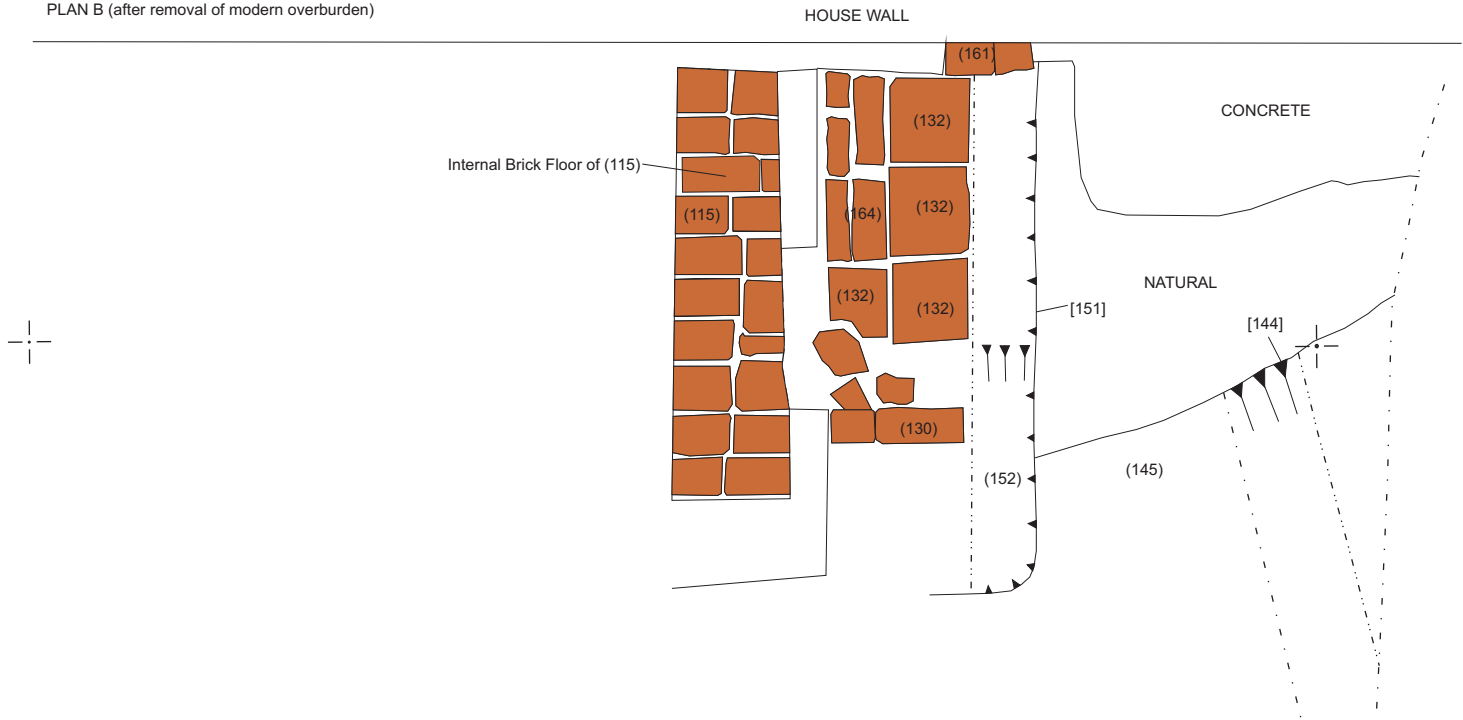 PLAN B (after removal of modern overburden)
HOUSE WALL
(161)
CONCRETE
(132)
Internal Brick Floor of (115)
(132)
(115)
(164)
NATURAL
(132)
(132)
[151]
[144]
(130)
(145)
(152)